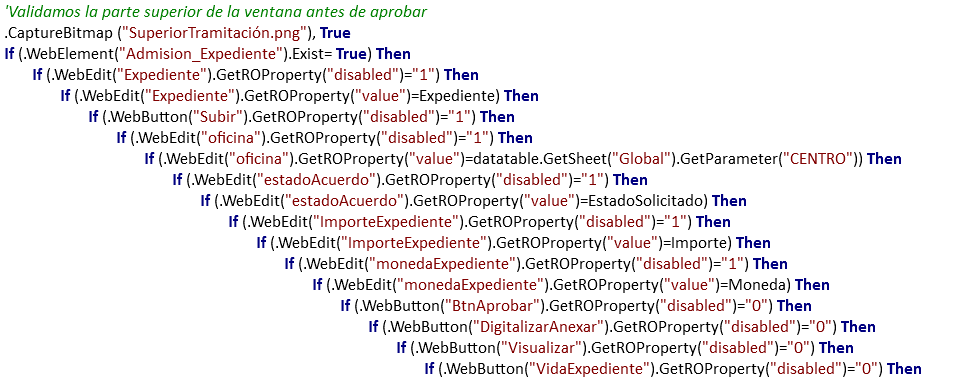 'Validamos la parte superior de la ventana antes de aprobar
.CaptureBitmap ("SuperiorTramitación.png"), True
If (.WebElement("Admision_Expediente").Exist= True) Then
If (.WebEdit("Expediente").GetROProperty("disabled")="1") Then
If (.WebEdit("Expediente").GetROProperty("value")=Expediente) Then
If (.WebButton("Subir").GetROProperty("disabled")="1") Then
If (.WebEdit("oficina").GetROProperty("disabled")="1") Then
If (.WebEdit("oficina").GetROProperty("value")=datatable.GetSheet("Global").GetParameter("CENTRO")) Then
If (.WebEdit("estadoAcuerdo").GetROProperty("disabled")="1") Then
If (.WebEdit("estadoAcuerdo").GetROProperty("value")=EstadoSolicitado) Then
If (.WebEdit("ImporteExpediente").GetROProperty("disabled")="1") Then
If (.WebEdit("ImporteExpediente").GetROProperty("value")=Importe) Then
If (.WebEdit("monedaExpediente").GetROProperty("disabled")="1") Then
If (.WebEdit("monedaExpediente").GetROProperty("value")=Moneda) Then
If (.WebButton("BtnAprobar").GetROProperty("disabled")="0") Then
If (.WebButton("DigitalizarAnexar").GetROProperty("disabled")="0") Then
If (.WebButton("Visualizar").GetROProperty("disabled")="0") Then
If (.WebButton("VidaExpediente").GetROProperty("disabled")="0") Then